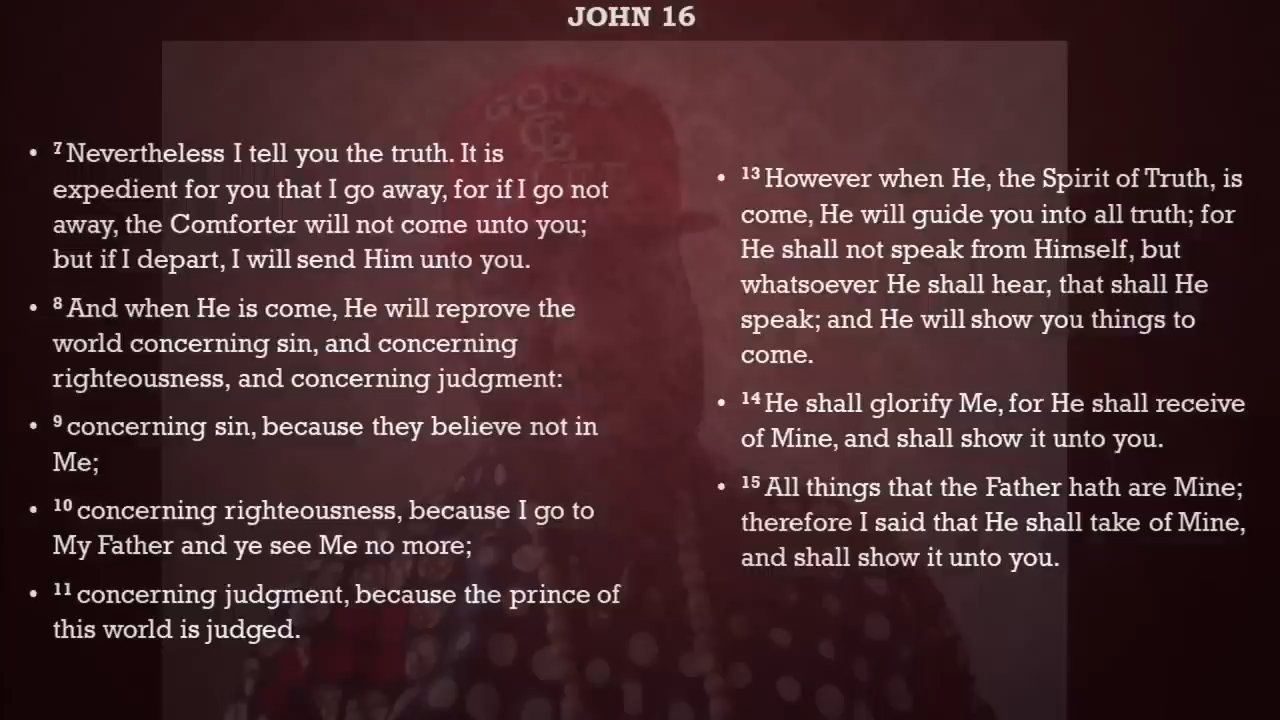 JOHN 16
• ⁷ Nevertheless I tell you the truth. It is
expedient for you that I go away, for if I go not
away, the Comforter will not come unto you;
but if I depart, I will send Him unto you.
• ⁸ And when He is come, He will reprove the
world concerning sin, and concerning
righteousness, and concerning judgment:
• ⁹ concerning sin, because they believe not in
Me;
• ¹⁰ concerning righteousness, because I go to
My Father and ye see Me no more;
• ¹¹ concerning judgment, because the prince of
this world is judged.
• ¹³ However when He, the Spirit of Truth, is
come, He will guide you into all truth; for
He shall not speak from Himself, but
whatsoever He shall hear, that shall He
speak; and He will show you things to
come.
• ¹⁴ He shall glorify Me, for He shall receive
of Mine, and shall show it unto you.
• ¹⁵ All things that the Father hath are Mine;
therefore I said that He shall take of Mine,
and shall show it unto you.